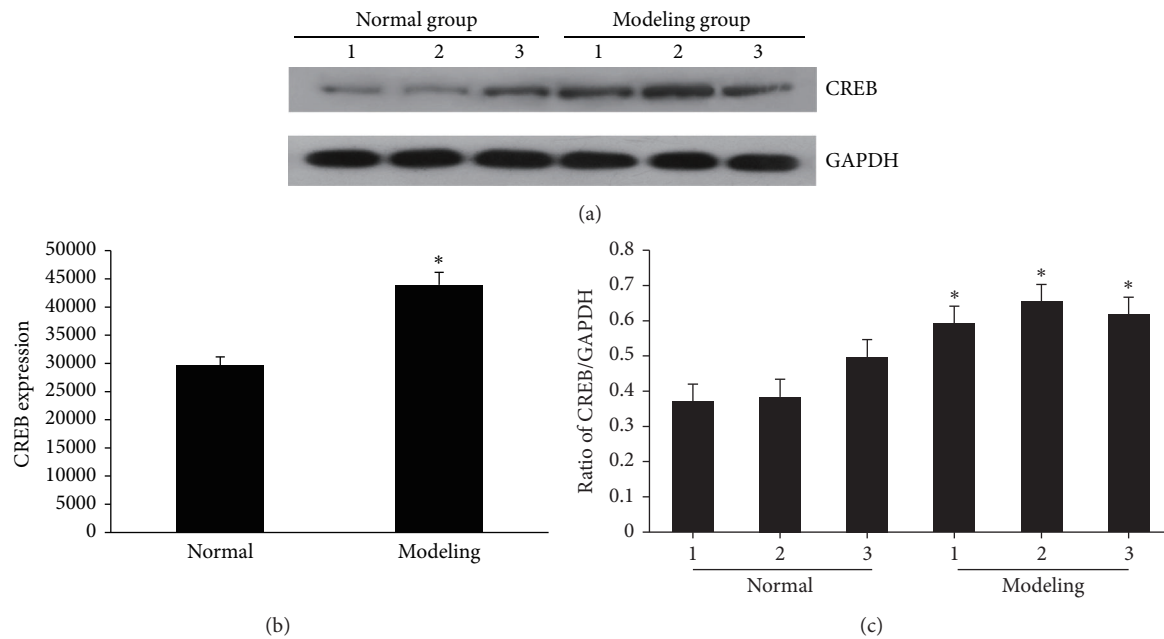 Normal group Modeling group
1 2 3 1 2 3
CREB
GAPDH
(a)
CREB expression
50000
45000
40000
35000
30000
25000
20000
15000
10000
5000
0
*
Normal Modeling
(b)
Ratio of CREB/GAPDH
0.8
0.7
0.6
0.5
0.4
0.3
0.2
0.1
0
* * *
1 2 3 1 2 3
Normal Modeling
(c)